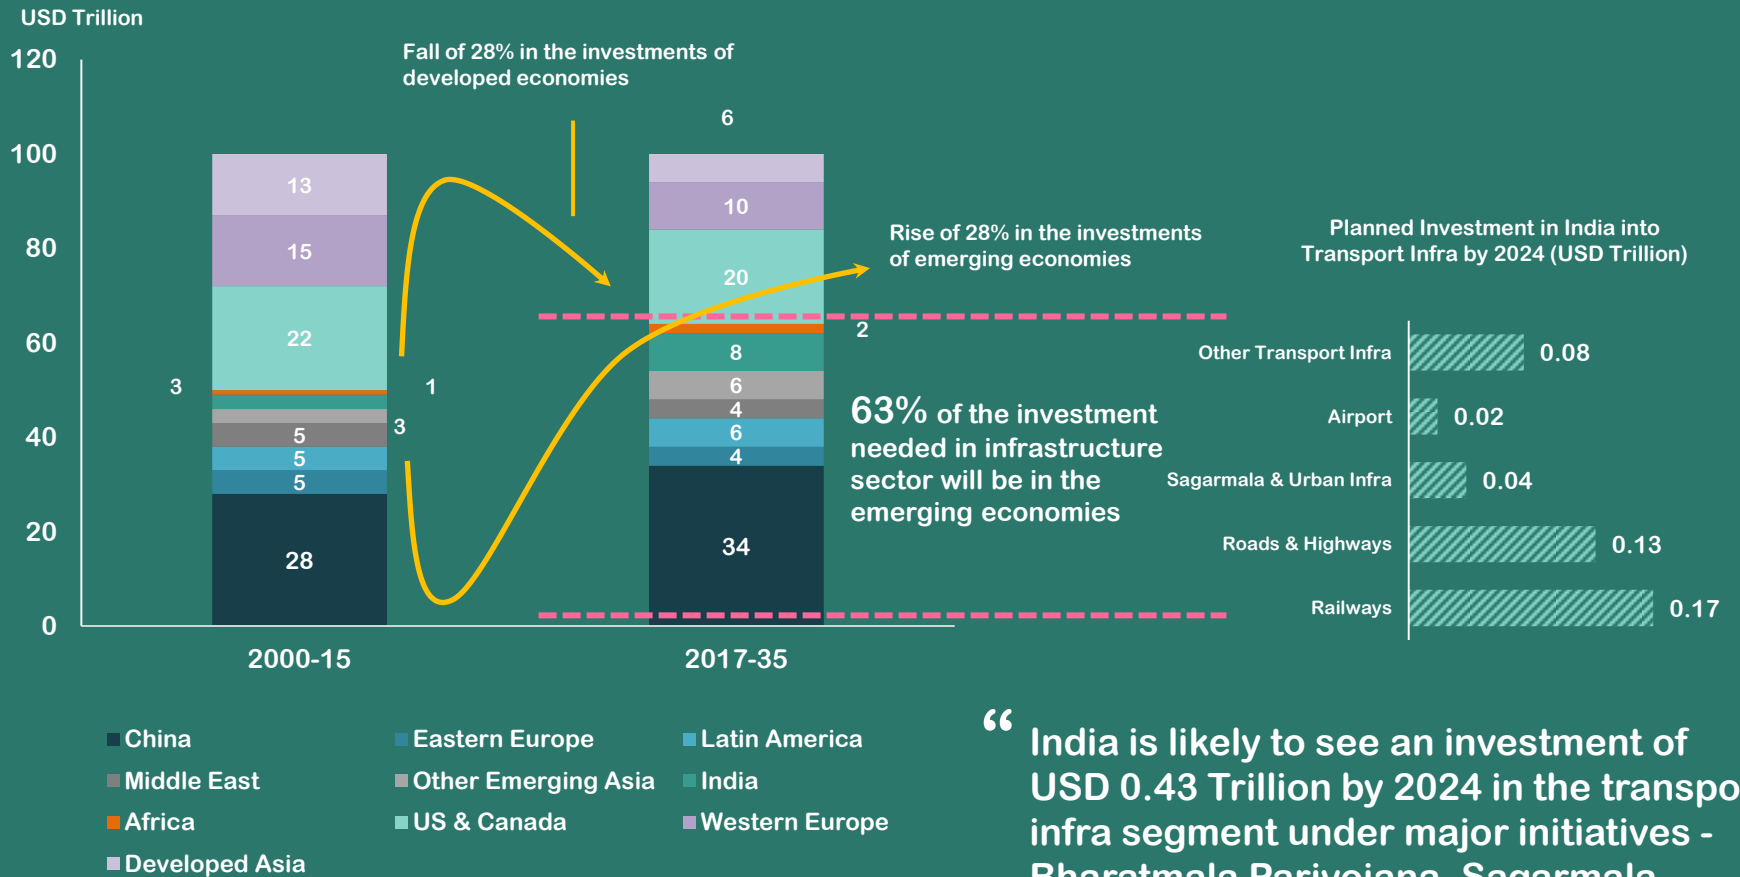 USD Trillion
120
100
80
60
40
20
0
Fall of 28% in the investments of
developed economies
13
15
22
3
1
3
5
5
5
28
6
10
20
2
8
6
4
6
4
34
2000-15
2017-35
Rise of 28% in the investments
of emerging economies
63% of the investment
needed in infrastructure
sector will be in the
emerging economies
China
Eastern Europe
Latin America
Middle East
Other Emerging Asia
India
Africa
US & Canada
Western Europe
Developed Asia
Planned Investment in India into
Transport Infra by 2024 (USD Trillion)
Other Transport Infra 0.08
Airport 0.02
Sagarmala & Urban Infra 0.04
Roads & Highways 0.13
Railways 0.17
“ India is likely to see an investment of
USD 0.43 Trillion by 2024 in the transpo
infra segment under major initiatives -
Bharatmala Pariyojana, Sagarmala